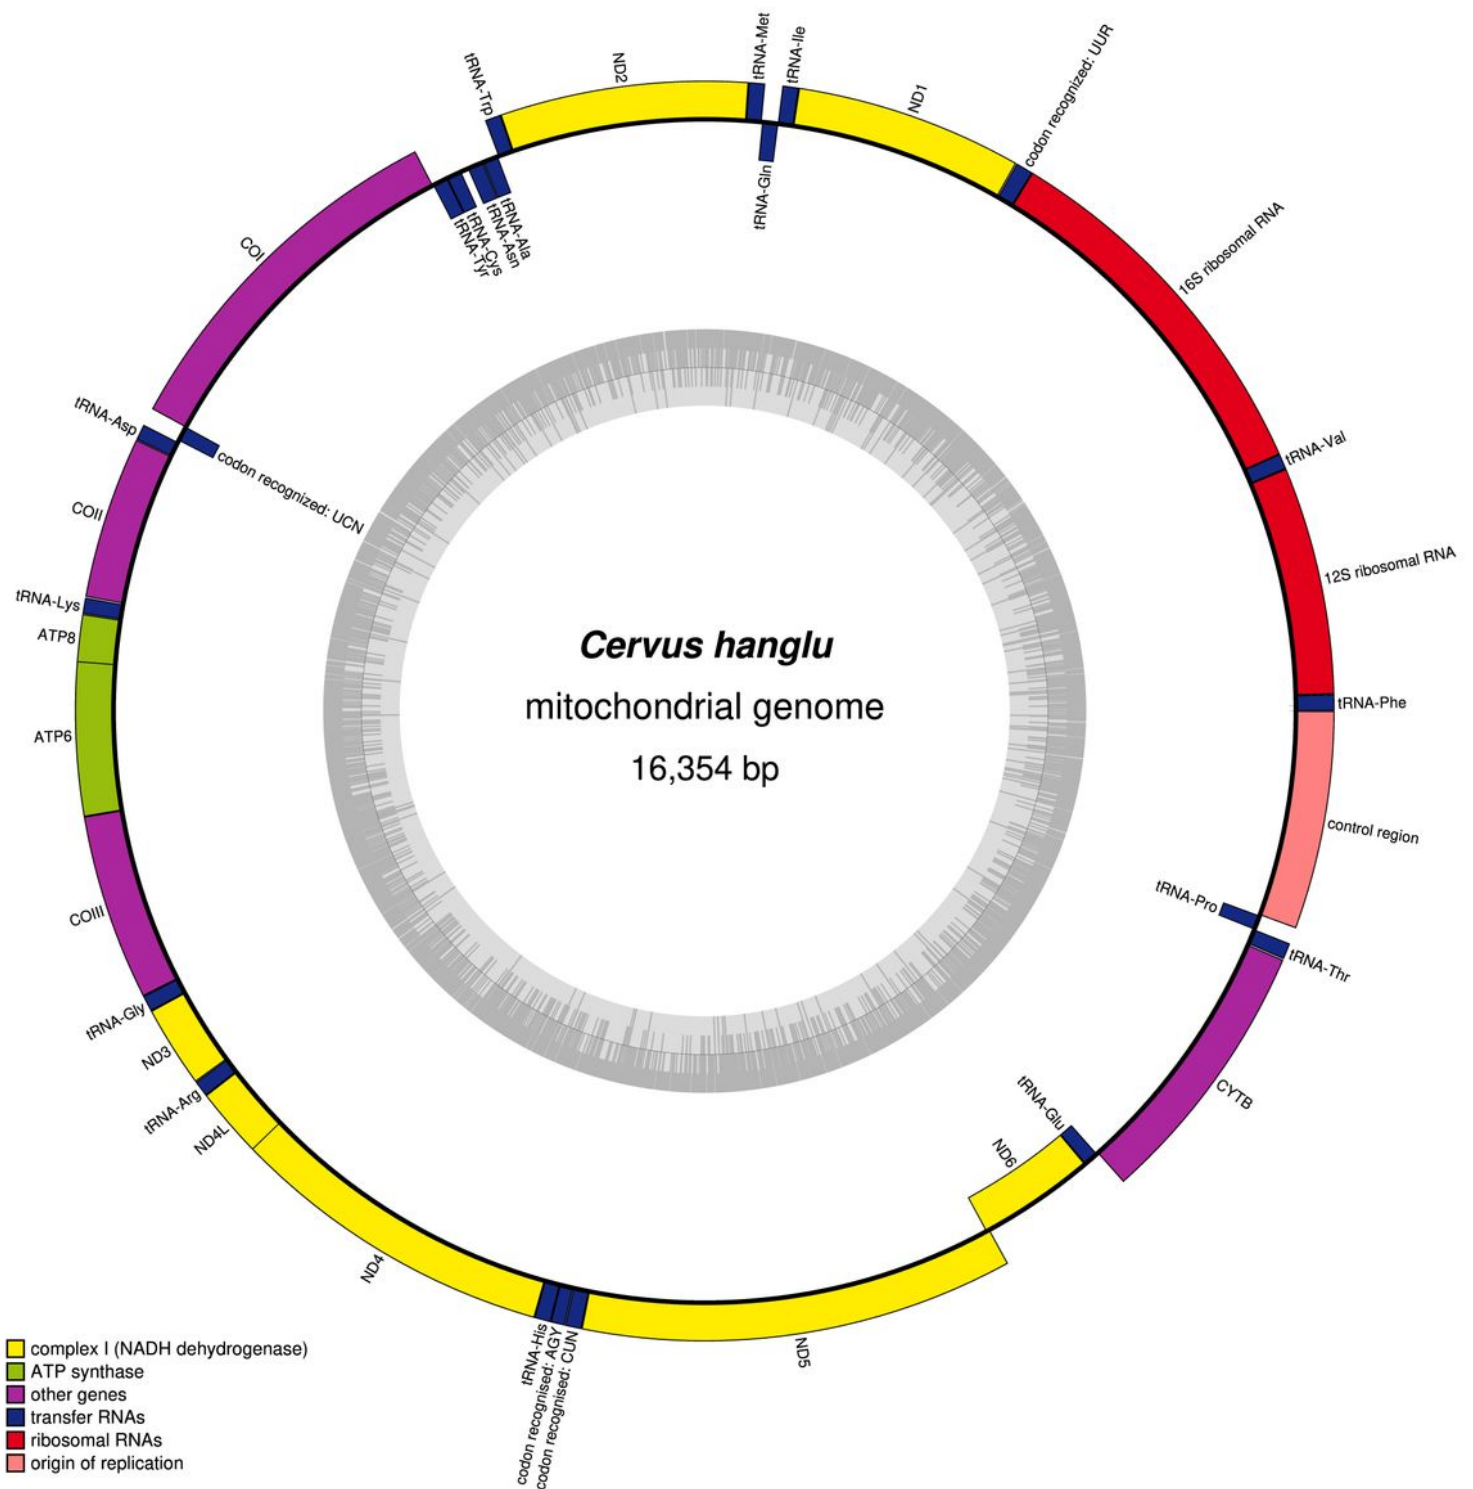 tRNA-Met
tRNA-Ile
ND2
tRNA-Trp
ND1
codon recognized: UUR
tRNA-Gln
tRNA-Ala
tRNA-Asn
tRNA-Cys
tRNA-Tyr
COI
16S ribosomal RNA
tRNA-Asp
codon recognized: UCN
tRNA-Val
COII
12S ribosomal RNA
tRNA-Lys
ATP8
Cervus hanglu
mitochondrial genome
16,354 bp
tRNA-Phe
ATP6
control region
tRNA-Pro
COIII
tRNA-Thr
tRNA-Gly
ND3
tRNA-Arg
ND4L
CYTB
tRNA-Glu
ND6
ND4
ND5
tRNA-His
codon recognised: AGY
codon recognised: CUN
complex I (NADH dehydrogenase)
ATP synthase
other genes
transfer RNAs
ribosomal RNAs
origin of replication